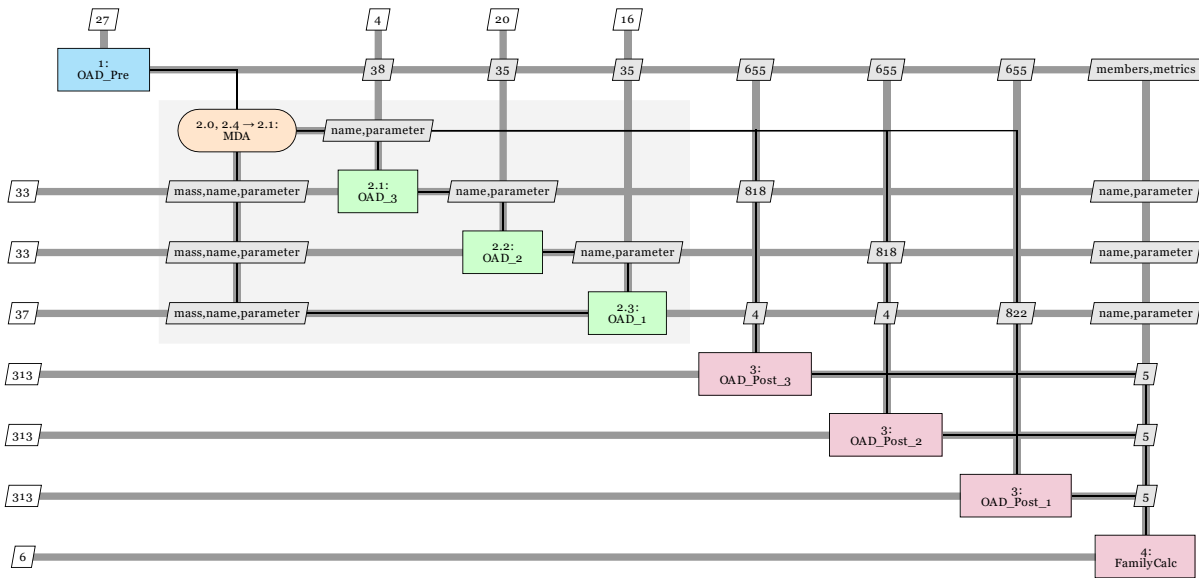 27
4
20
16
1:
OAD_Pre
38
35
35
655
655
655
members,metrics
2.0, 2.4 → 2.1:
MDA
name,parameter
33
mass,name,parameter
2.1:
OAD_3
name,parameter
818
name,parameter
33
mass,name,parameter
2.2:
OAD_2
name,parameter
818
name,parameter
37
mass,name,parameter
2.3:
OAD_1
4
4
822
name,parameter
313
3:
OAD_Post_3
5
313
3:
OAD_Post_2
5
313
3:
OAD_Post_1
5
6
4:
FamilyCalc